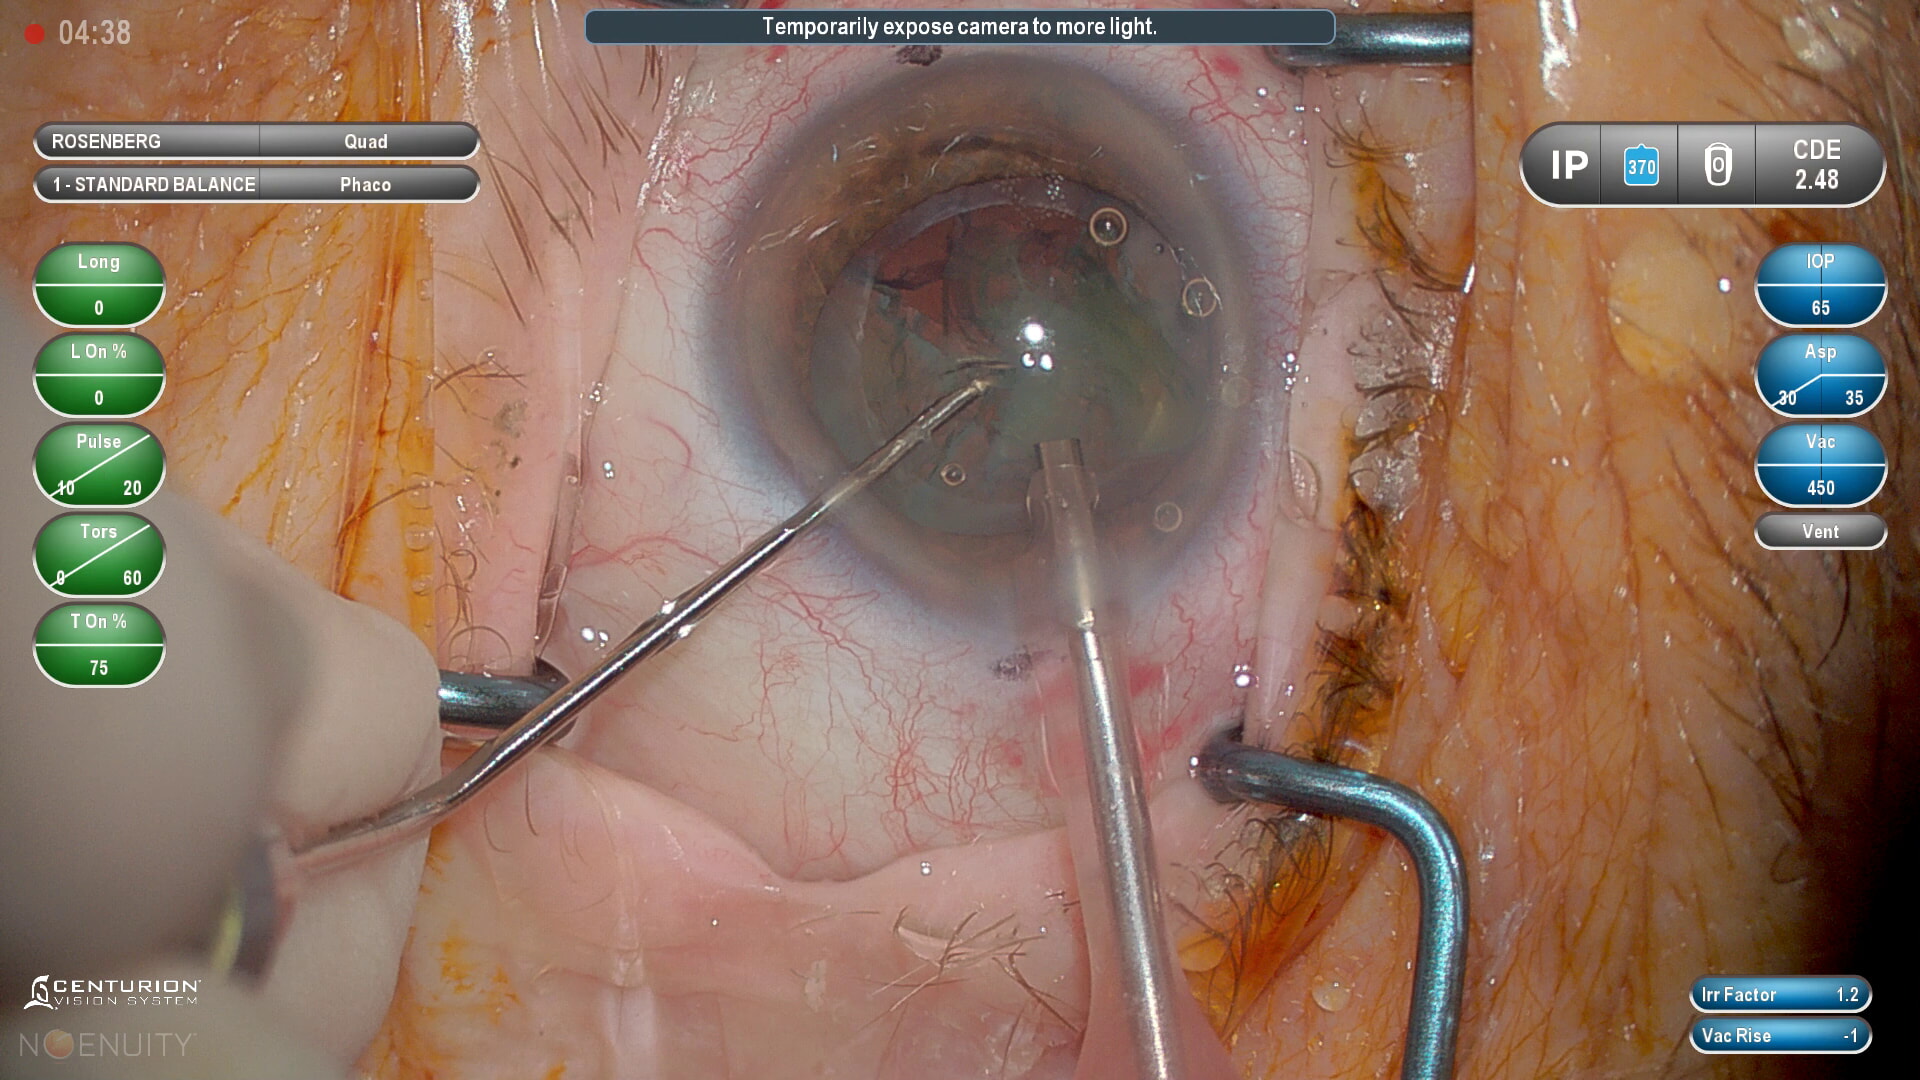 04:38
Temporarily expose camera to more light.
ROSENBERG Quad
1 - STANDARD BALANCE Phaco
IP 370 0 CDE
2.48
Long
0
L On %
0
Pulse
10 20
Tors
0 60
T On %
75
IOP
65
Asp
30 35
Vac
450
Vent
CENTURION
VISION SYSTEM
NGENUITY
Irr Factor 1.2
Vac Rise -1